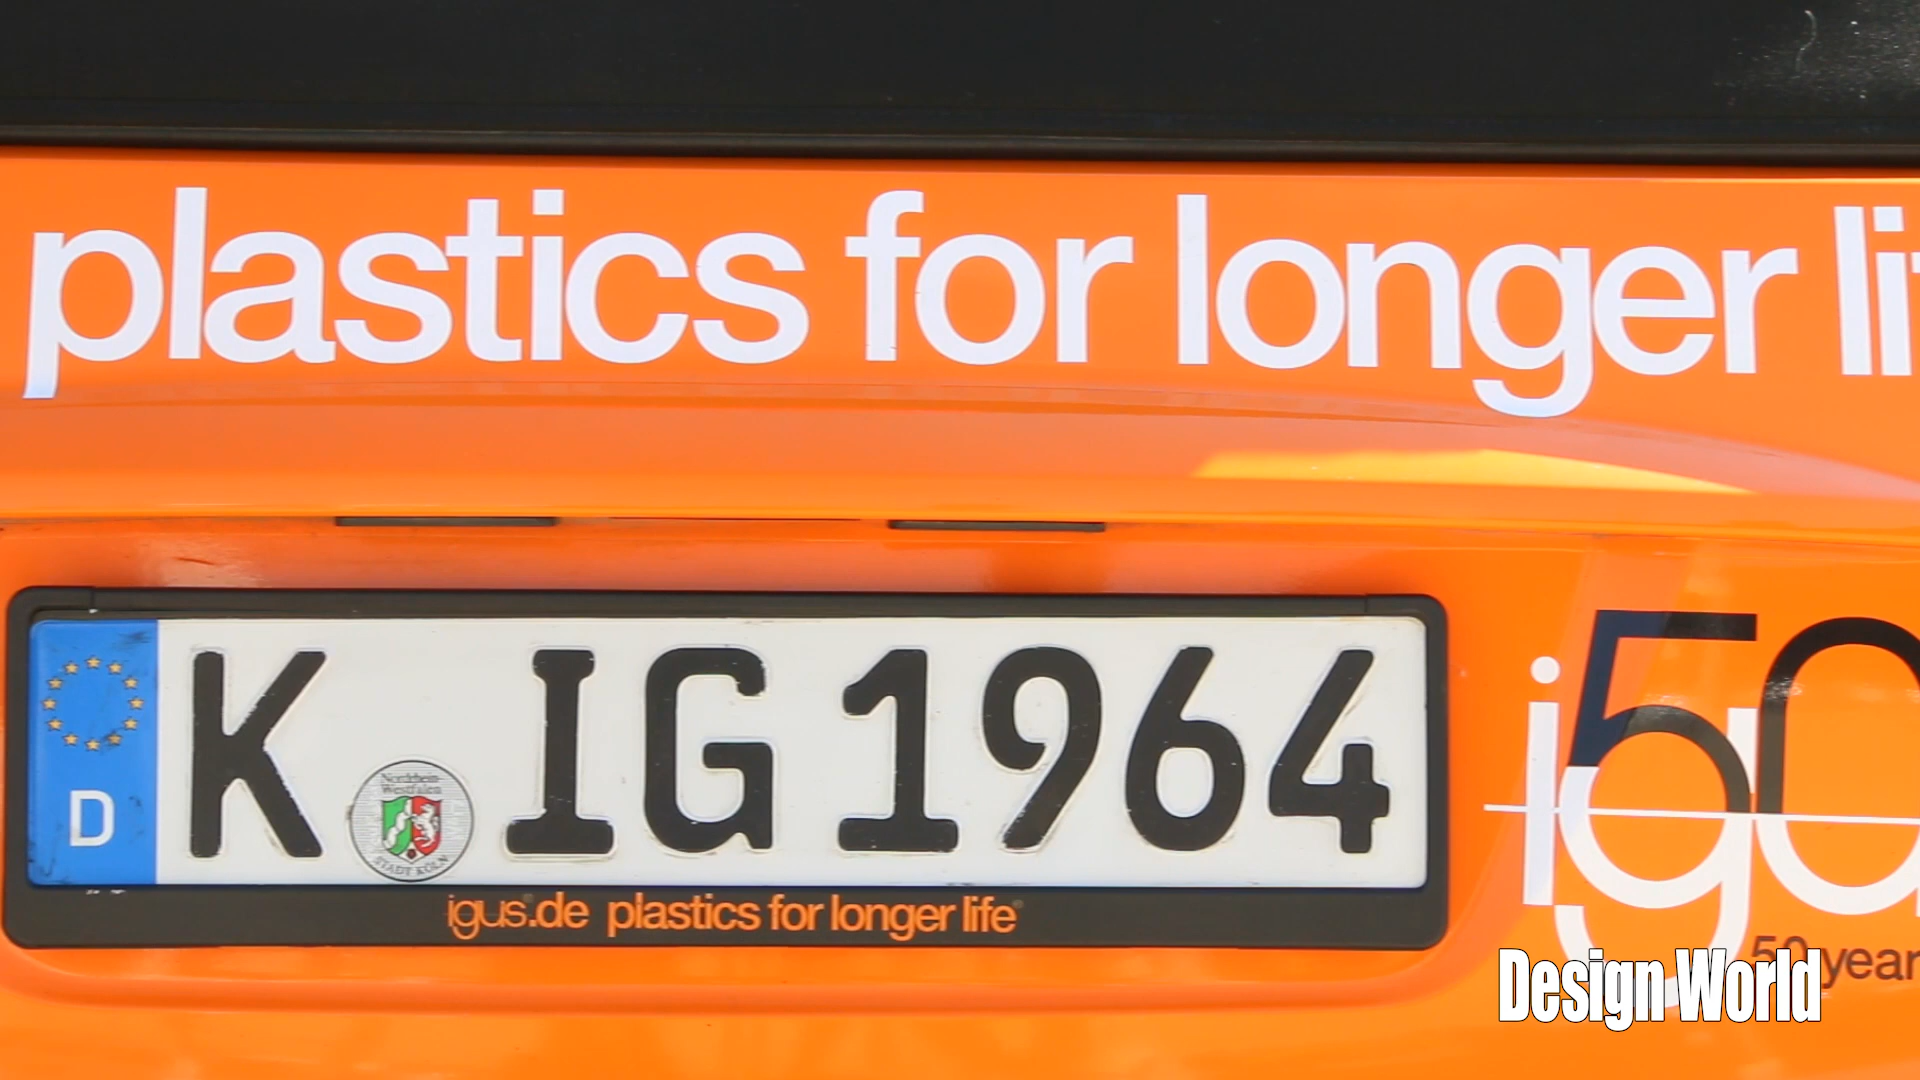 plastics for longer li
K IG 1964
D
Nordrhein-
Westfalen
STADT KÖLN
igus.de plastics for longer life
50
igu
50 year
Design World